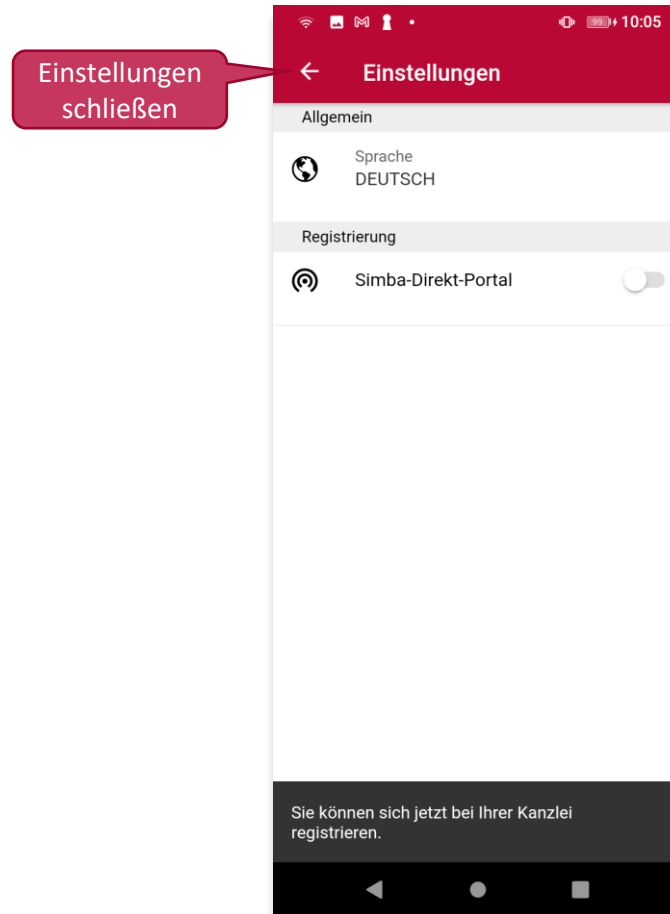 99 10:05
Einstellungen
schließen
Einstellungen
Allgemein
Sprache
DEUTSCH
Registrierung
Simba-Direkt-Portal
Sie können sich jetzt bei Ihrer Kanzlei
registrieren.